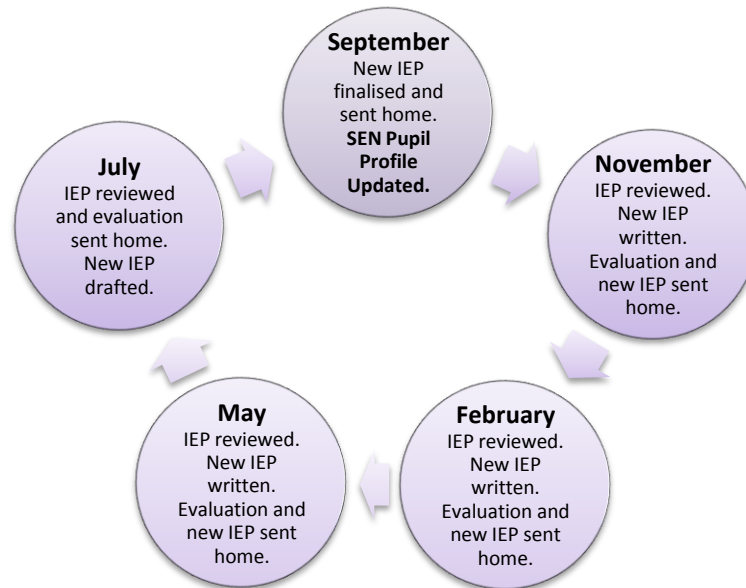 September
New IEP
finalised and
sent home.
SEN Pupil
Profile
Updated.
November
IEP reviewed.
New IEP
written.
Evaluation and
new IEP sent
home.
February
IEP reviewed.
New IEP
written.
Evaluation and
new IEP sent
home.
May
IEP reviewed.
New IEP
written.
Evaluation and
new IEP sent
home.
July
IEP reviewed
and evaluation
sent home.
New IEP
drafted.